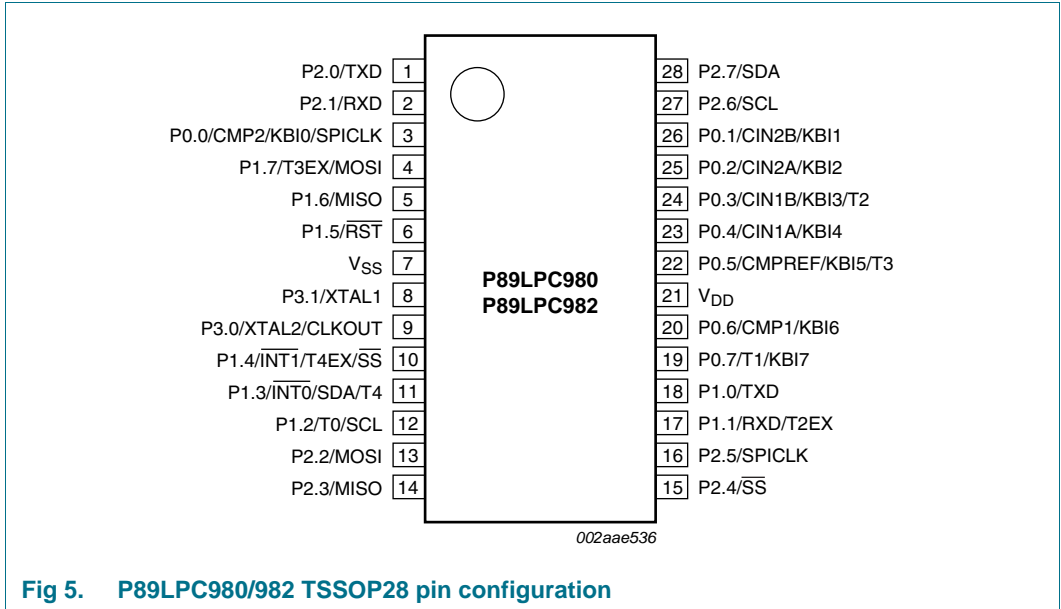 P2.0/TXD 1
P2.1/RXD 2
P0.0/CMP2/KBI0/SPICLK 3
P1.7/T3EX/MOSI 4
P1.6/MISO 5
P1.5/R̅S̅T̅ 6
VSS 7
P3.1/XTAL1 8
P3.0/XTAL2/CLKOUT 9
P1.4/I̅N̅T̅1̅/T4EX/S̅S̅ 10
P1.3/I̅N̅T̅0̅/SDA/T4 11
P1.2/T0/SCL 12
P2.2/MOSI 13
P2.3/MISO 14
P89LPC980
P89LPC982
28 P2.7/SDA
27 P2.6/SCL
26 P0.1/CIN2B/KBI1
25 P0.2/CIN2A/KBI2
24 P0.3/CIN1B/KBI3/T2
23 P0.4/CIN1A/KBI4
22 P0.5/CMPREF/KBI5/T3
21 VDD
20 P0.6/CMP1/KBI6
19 P0.7/T1/KBI7
18 P1.0/TXD
17 P1.1/RXD/T2EX
16 P2.5/SPICLK
15 P2.4/S̅S̅
002aae536
Fig 5. P89LPC980/982 TSSOP28 pin configuration